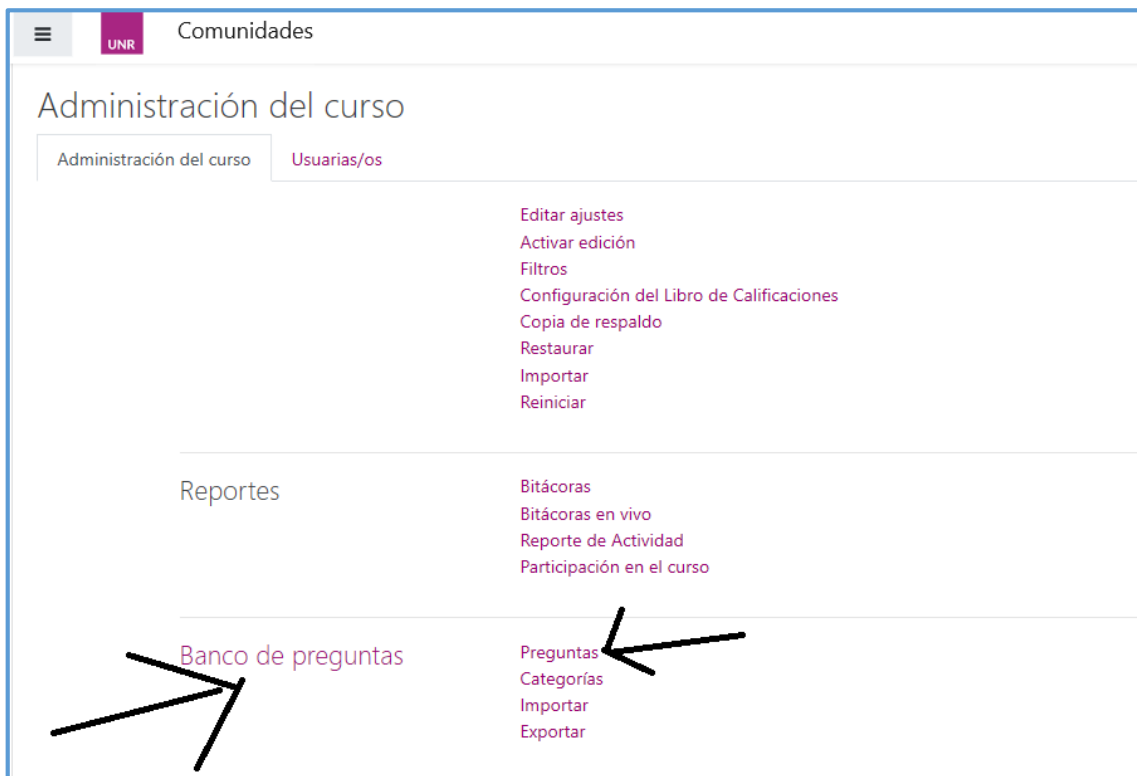 UNR
Comunidades
Administración del curso
Administración del curso
Usuarias/os
Editar ajustes
Activar edición
Filtros
Configuración del Libro de Calificaciones
Copia de respaldo
Restaurar
Importar
Reiniciar
Reportes
Bitácoras
Bitácoras en vivo
Reporte de Actividad
Participación en el curso
Banco de preguntas
Preguntas
Categorías
Importar
Exportar